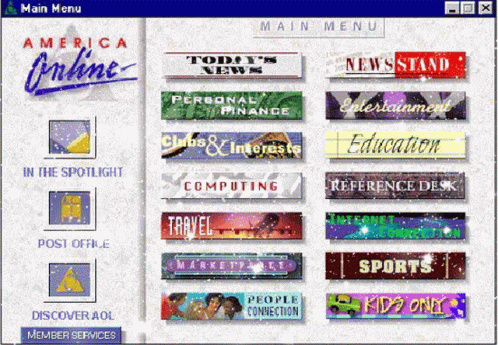 Main Menu
MAIN MENU
AMERICA
Online
IN THE SPOTLIGHT
POST OFFICE
DISCOVER AOL
MEMBER SERVICES
TODAY'S
NEWS
PERSONAL
FINANCE
Clubs & Interests
COMPUTING
TRAVEL
MARKETPLACE
PEOPLE
CONNECTION
NEWSSTAND
Entertainment
Education
REFERENCE DESK
INTERNET
CONNECTION
SPORTS
KIDS ONLY